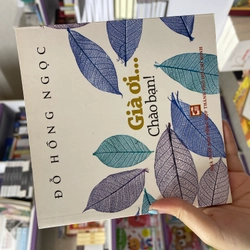 ĐỖ HỒNG NGỌC
Già ơi...
Chào bạn!